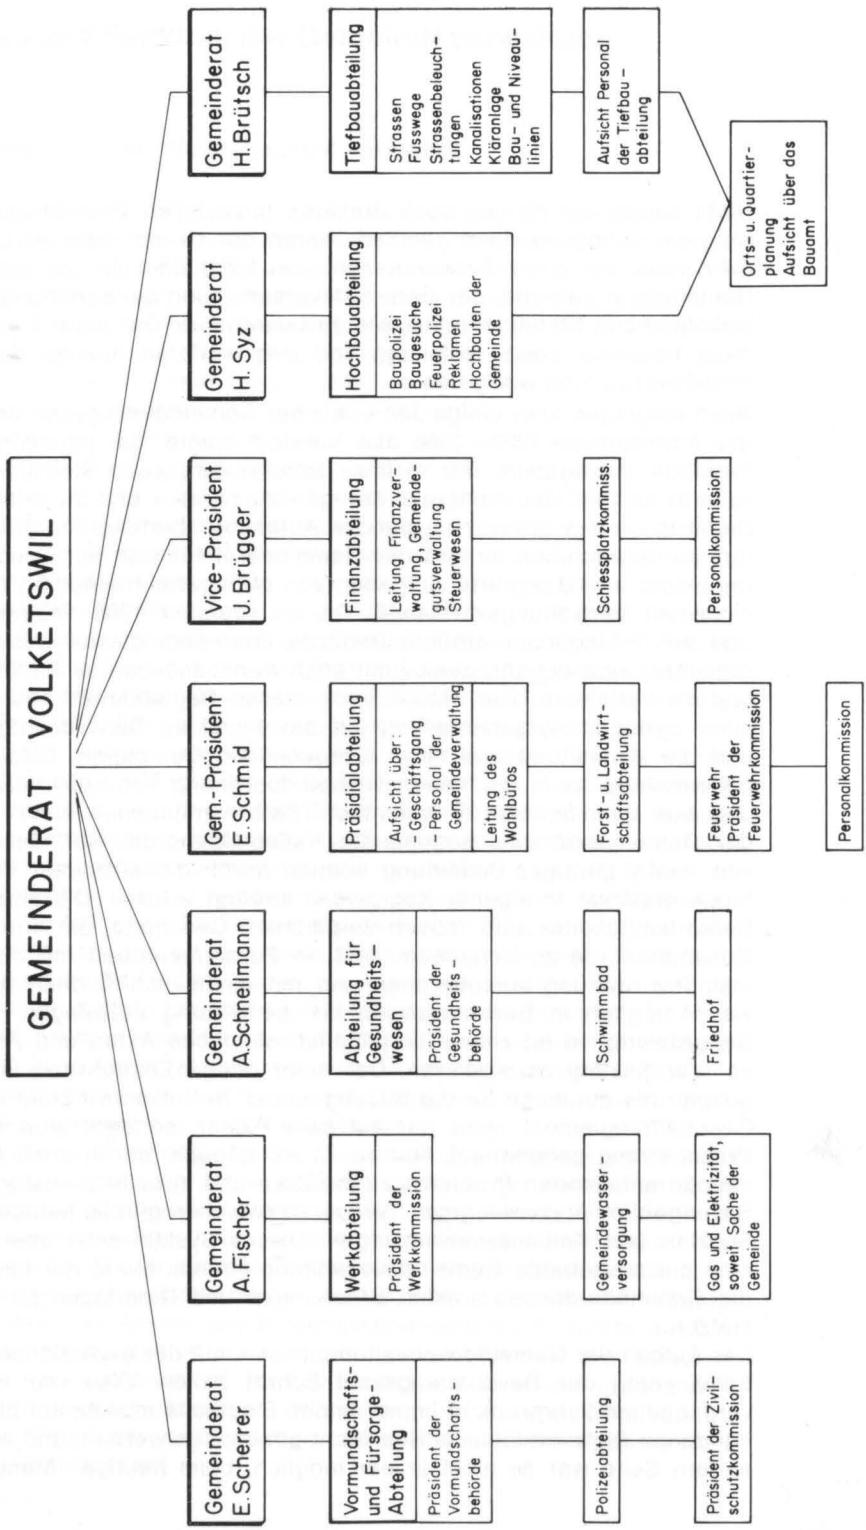 GEMEINDERAT VOLKETSWIL
Gemeinderat
E. Scherrer
Vormundschafts-
und Fürsorge-
Abteilung
Präsident der
Vormundschafts-
behörde
Polizeiabteilung
Präsident der Zivil-
schutzkommission
Gemeinderat
A. Fischer
Werkabteilung
Präsident der
Werkkommission
Gemeindewasser-
versorgung
Gas und Elektrizität,
soweit Sache der
Gemeinde
Gemeinderat
A. Schnellmann
Abteilung für
Gesundheits-
wesen
Präsident der
Gesundheits
behörde
Schwimmbad
Friedhof
Gem.-Präsident
E. Schmid
Präsidialabteilung
Aufsicht über
- Geschäftsgang
- Personal der
Gemeindeverwaltung
Leitung des
Wahlbüros
Forst- u. Landwirt-
schaftsabteilung
Feuerwehr
Präsident der
Feuerwehrkommission
Personalkommission
Vice-Präsident
J. Brügger
Finanzabteilung
Leitung Finanzver-
waltung, Gemeinde-
gutsverwaltung
Steuerwesen
Schiessplatzkommiss.
Personalkommission
Gemeinderat
H. Syz
Hochbauabteilung
Baupolizei
Baugesuche
Feuerpolizei
Reklamen
Hochbauten der
Gemeinde
Gemeinderat
H. Brütsch
Tiefbauabteilung
Strassen
Fusswege
Strassenbeleuch-
tungen
Kanalisationen
Kläranlage
Bau- und Niveau-
linien
Aufsicht Personal
der Tiefbau-
abteilung
Orts- u. Quartier-
planung
Aufsicht über das
Bauamt